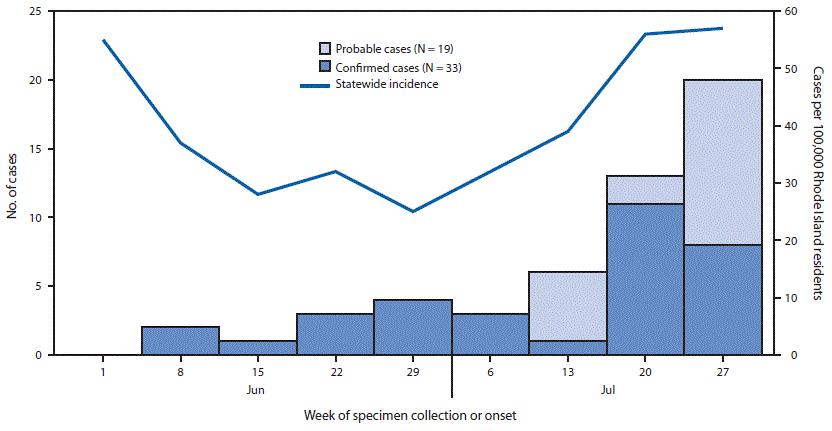 25
20
15
10
5
0
No. of cases
Probable cases (N = 19)
Confirmed cases (N = 33)
Statewide incidence
60
50
40
30
20
10
0
Cases per 100,000 Rhode Island residents
1 8 15 22 29 6 13 20 27
Jun Jul
Week of specimen collection or onset